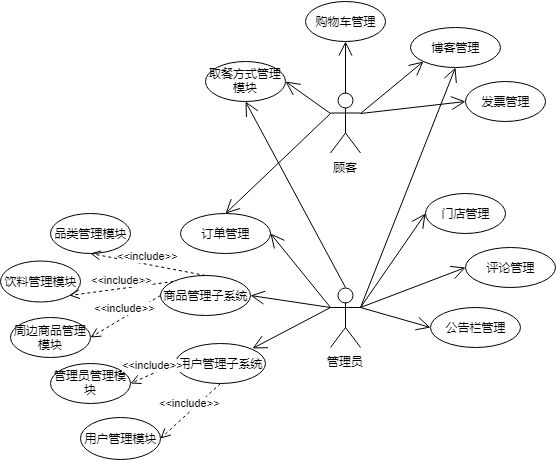 购物车管理
博客管理
取餐方式管理
模块
发票管理
顾客
门店管理
品类管理模块
订单管理
<<include>>
评论管理
饮料管理模块
<<include>>
商品管理子系统
<<include>>
周边商品管理
模块
公告栏管理
管理员
<<include>>
用户管理子系统
管理员管理模
块
<<include>>
用户管理模块